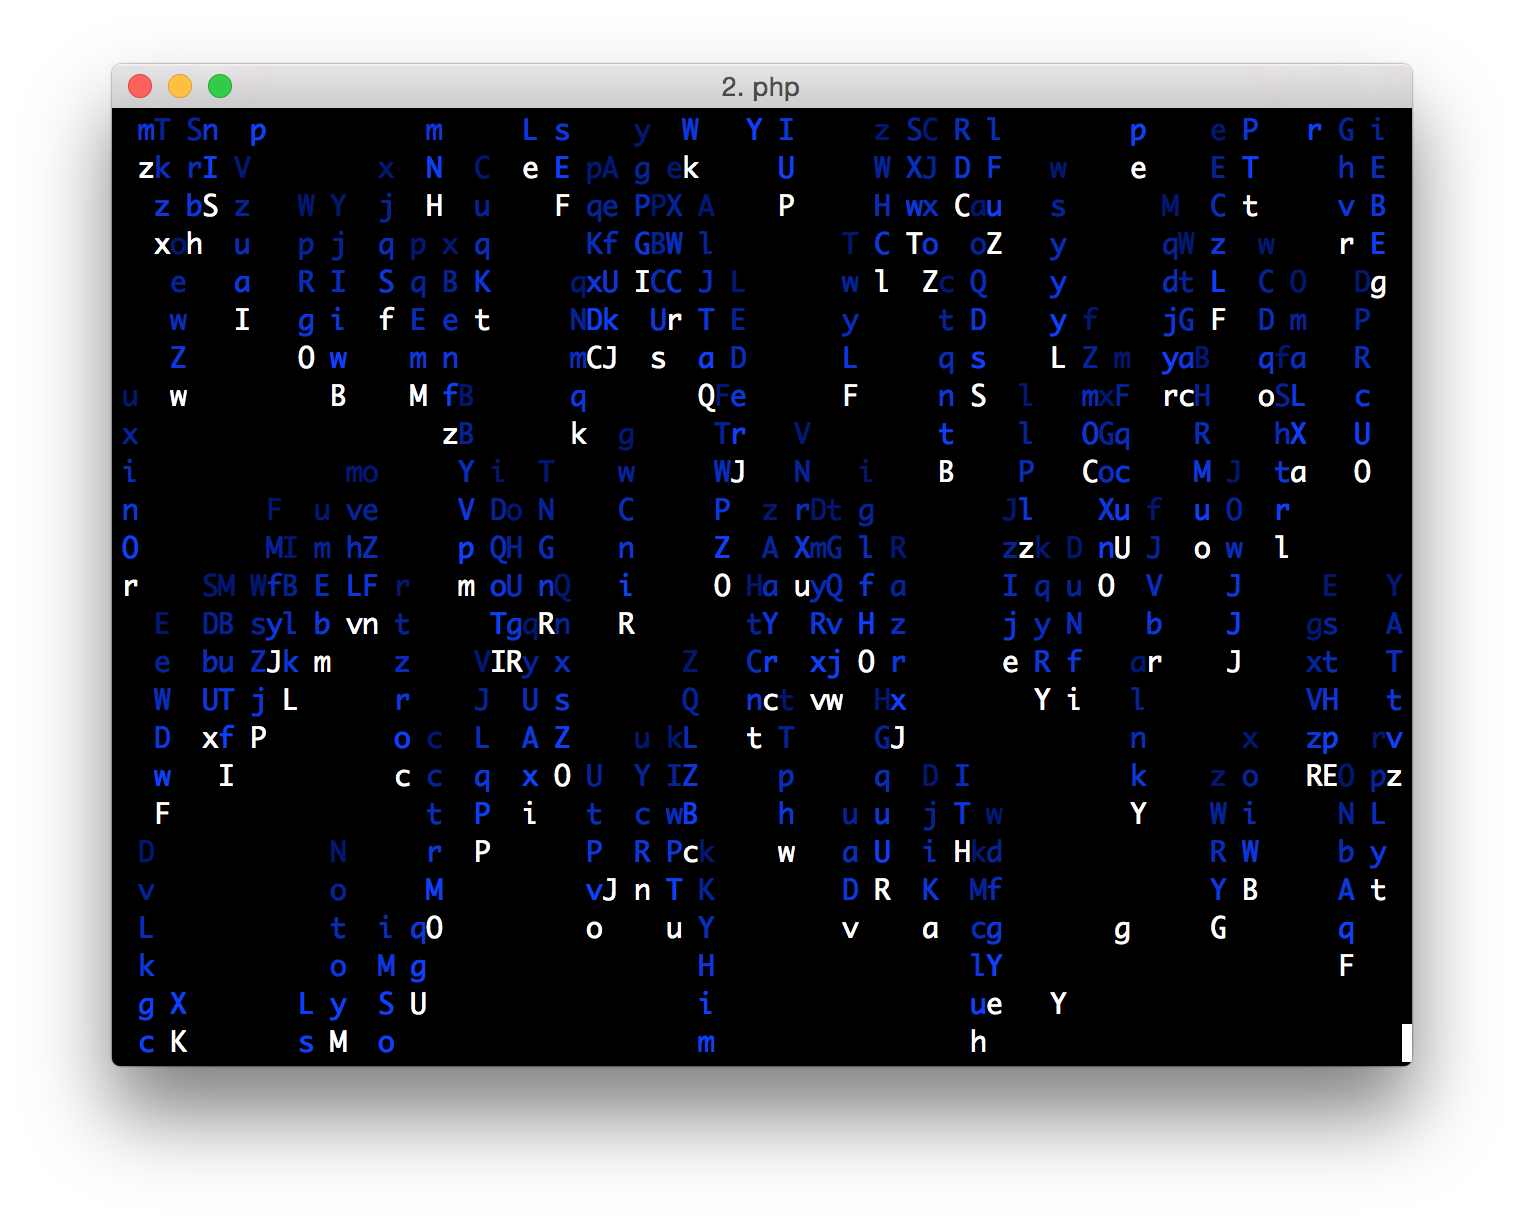 2. php
mT Sn p m L s y W Y I z SC R l p e P r G i
zk rI V x N C e E pA g ek U W XJ D F w e E T h E
z bS z W Y j H u F qe PPX A P H wx Cau s M C t v B
xoh u p j q p x q Kf GBW l T C To oZ y qW z w r E
e a R I S q B K qxU ICC J L w l Zc Q y dt L C O Dg
w I g i f E e t NDk Ur T E y t D y f jG F D m P
Z O w m n mCJ s a D L q s L Z m yaB qfa R
u w B M fB q QFe F n S l mxF rcH oSL c
x zB k g Tr V t l OGq R hX U
i mo Y i T w WJ N i B P Coc M J ta O
n F u ve V Do N C P z rDt g Jl Xu f u O r
O MI m hZ p QH G n Z A XmG l R zzk D nU J o w l
r SM WfB E LF r m oU nQ i O Ha uyQ f a I q u O V J E Y
E DB syl b vn t TgqRn R tY Rv H z j y N b J gs A
e bu ZJk m z VIRy x Z Cr xj O r e R f ar J xt T
W UT j L r J U s Q nct vw Hx Y i l VH t
D xf P o c L A Z u kL t T GJ n x zp rv
w I c c q x O U Y IZ p q D I k z o REO pz
F t P i t c wB h u u j T w Y W i N L
D N r P P R Pck w a U i Hkd R W b y
v o M vJ n T K D R K Mf Y B A t
L t i qO o u Y v a cg g G q
k o M q H lY F
g X L y S U i ue Y
c K s M o m h